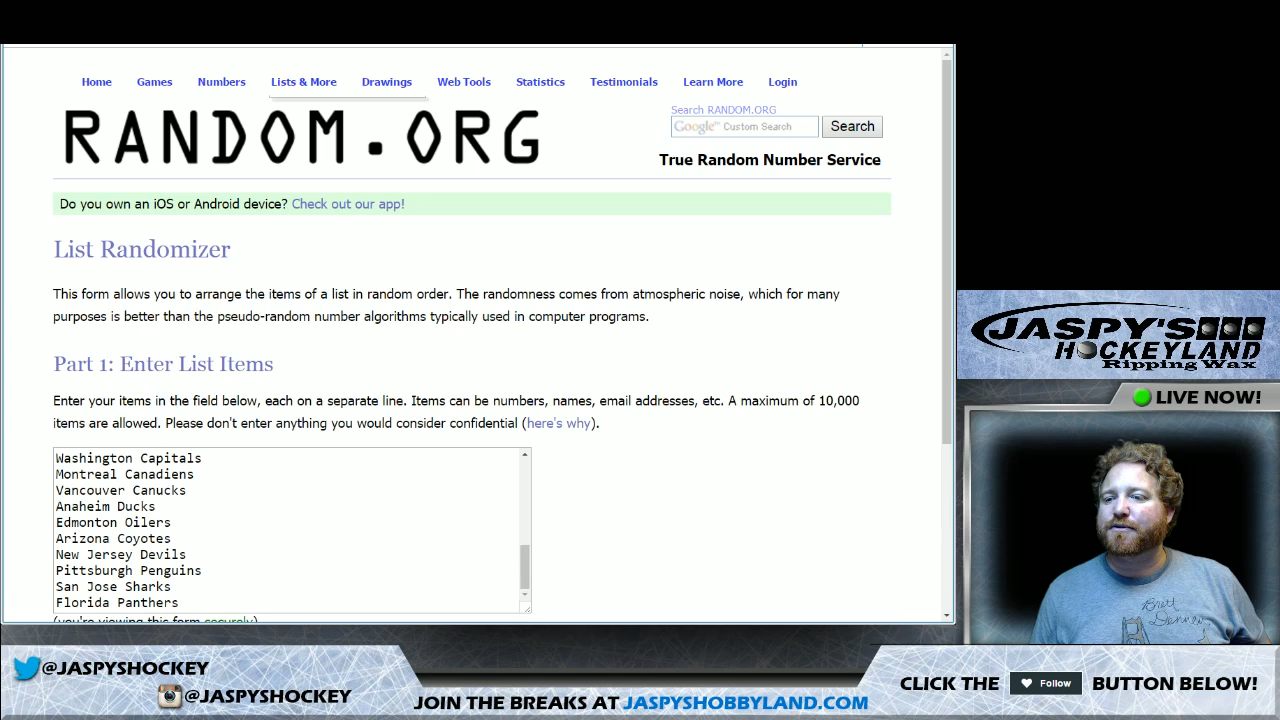 Home Games Numbers Lists & More Drawings Web Tools Statistics Testimonials Learn More Login
RANDOM.ORG
Search RANDOM.ORG
Google™ Custom Search Search
True Random Number Service
Do you own an iOS or Android device? Check out our app!
List Randomizer
This form allows you to arrange the items of a list in random order. The randomness comes from atmospheric noise, which for many
purposes is better than the pseudo-random number algorithms typically used in computer programs.
Part 1: Enter List Items
Enter your items in the field below, each on a separate line. Items can be numbers, names, email addresses, etc. A maximum of 10,000
items are allowed. Please don't enter anything you would consider confidential (here's why).
Washington Capitals
Montreal Canadiens
Vancouver Canucks
Anaheim Ducks
Edmonton Oilers
Arizona Coyotes
New Jersey Devils
Pittsburgh Penguins
San Jose Sharks
Florida Panthers
(you're viewing this form securely)
JASPY'S
HOCKEYLAND
Ripping Wax
LIVE NOW!
Brett
@JASPYSHOCKEY
@JASPYSHOCKEY
JOIN THE BREAKS AT JASPYSHOBBYLAND.COM
CLICK THE Follow BUTTON BELOW!